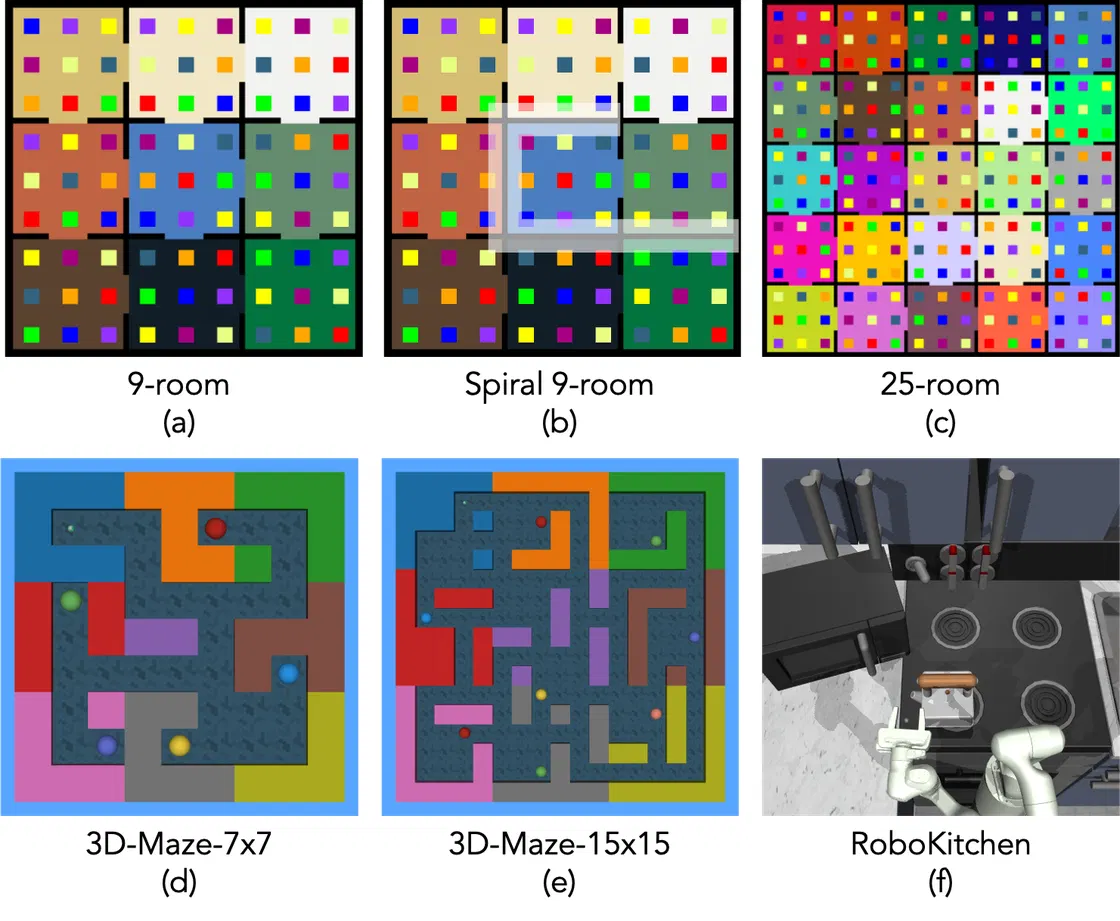 9-room
(a)
Spiral 9-room
(b)
25-room
(c)
3D-Maze-7x7
(d)
3D-Maze-15x15
(e)
RoboKitchen
(f)